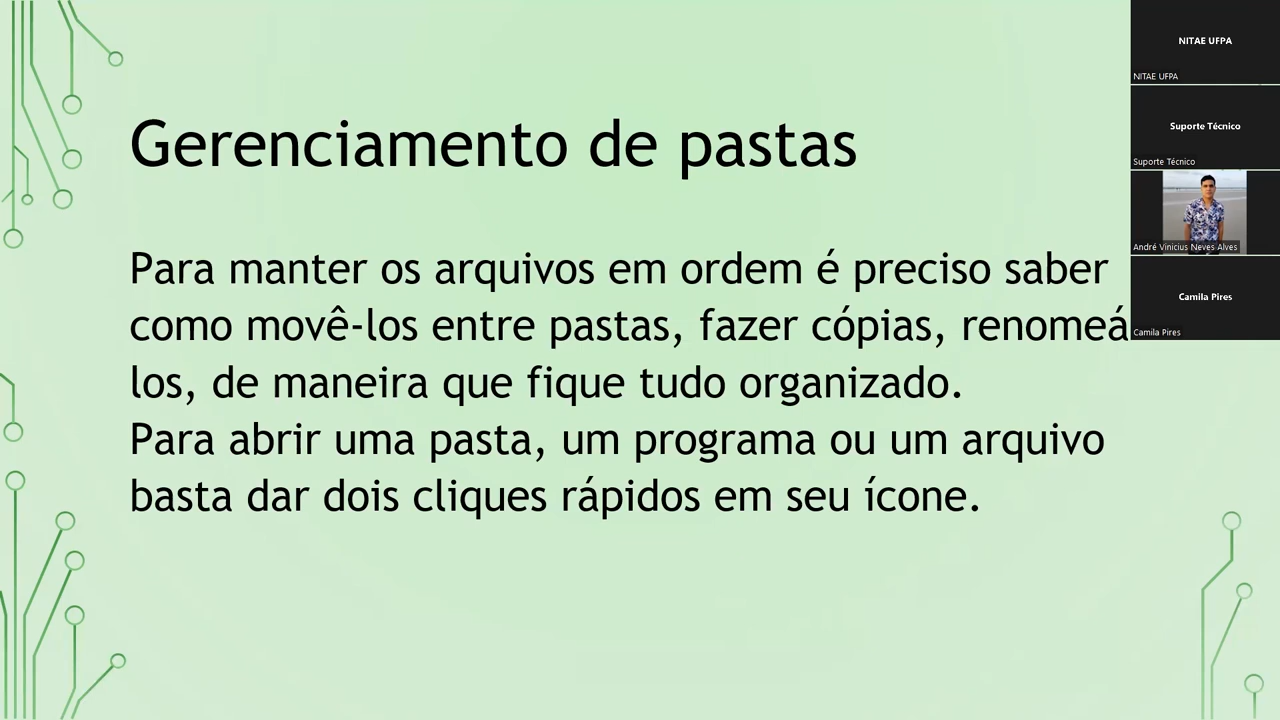 Gerenciamento de pastas
Para manter os arquivos em ordem é preciso saber
como movê-los entre pastas, fazer cópias, renomeá
los, de maneira que fique tudo organizado.
Para abrir uma pasta, um programa ou um arquivo
basta dar dois cliques rápidos em seu ícone.
NITAE UFPA
NITAE UFPA
Suporte Técnico
Suporte Técnico
André Vinicius Neves Alves
Camila Pires
Camila Pires